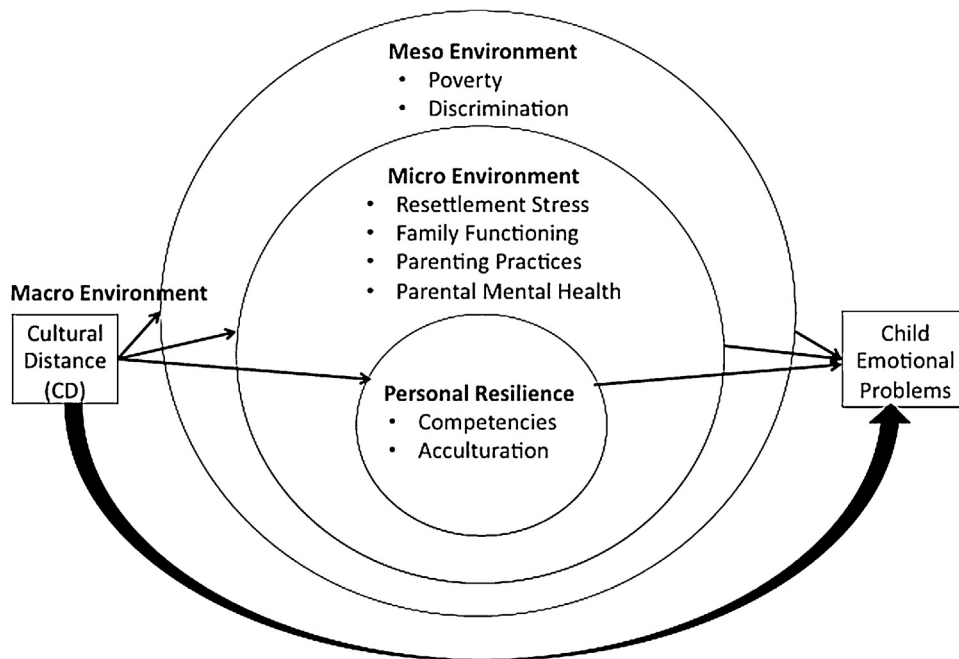 Meso Environment
• Poverty
• Discrimination
Micro Environment
• Resettlement Stress
• Family Functioning
• Parenting Practices
• Parental Mental Health
Macro Environment
Cultural
Distance
(CD)
Personal Resilience
• Competencies
• Acculturation
Child
Emotional
Problems